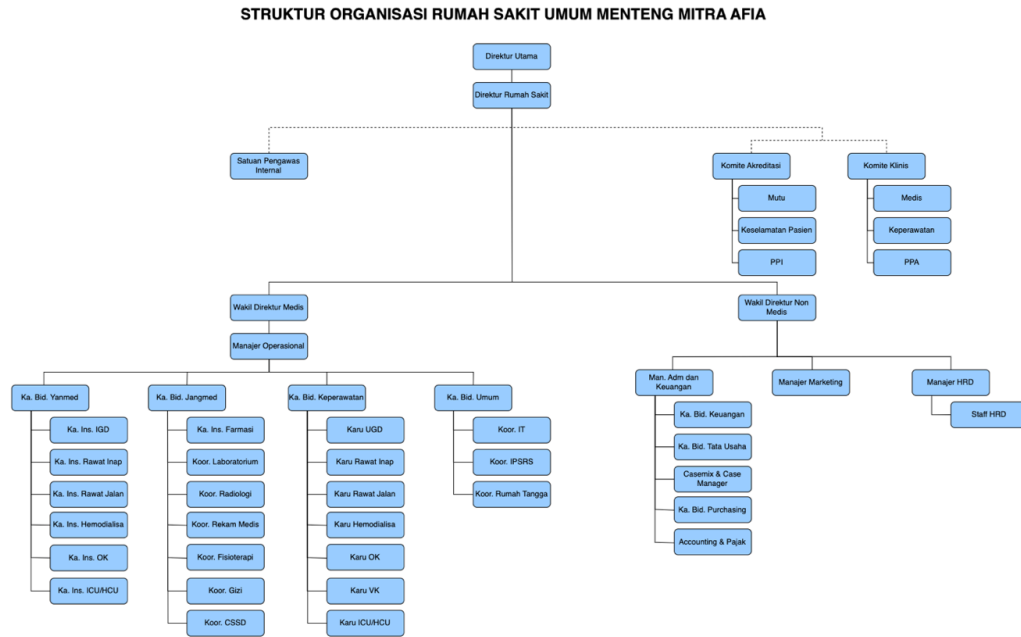 STRUKTUR ORGANISASI RUMAH SAKIT UMUM MENTENG MITRA AFIA
Direktur Utama
Direktur Rumah Sakit
Satuan Pengawas
Internal
Komite Akreditasi
Mutu
Keselamatan Pasien
PPI
Komite Klinis
Medis
Keperawatan
PPA
Wakil Direktur Medis
Manajer Operasional
Wakil Direktur Non
Medis
Ka. Bid. Yanmed
Ka. Ins. IGD
Ka. Ins. Rawat Inap
Ka. Ins. Rawat Jalan
Ka. Ins. Hemodialisa
Ka. Ins. OK
Ka. Ins. ICU/HCU
Ka. Bid. Jangmed
Ka. Ins. Farmasi
Koor. Laboratorium
Koor. Radiologi
Koor. Rekam Medis
Koor. Fisioterapi
Koor. Gizi
Koor. CSSD
Ka. Bid. Keperawatan
Karu UGD
Karu Rawat Inap
Karu Rawat Jalan
Karu Hemodialisa
Karu OK
Karu VK
Karu ICU/HCU
Ka. Bid. Umum
Koor. IT
Koor. IPSRS
Koor. Rumah Tangga
Man. Adm dan
Keuangan
Ka. Bid. Keuangan
Ka. Bid. Tata Usaha
Casemix & Case
Manager
Ka. Bid. Purchasing
Accounting & Pajak
Manajer Marketing
Manajer HRD
Staff HRD